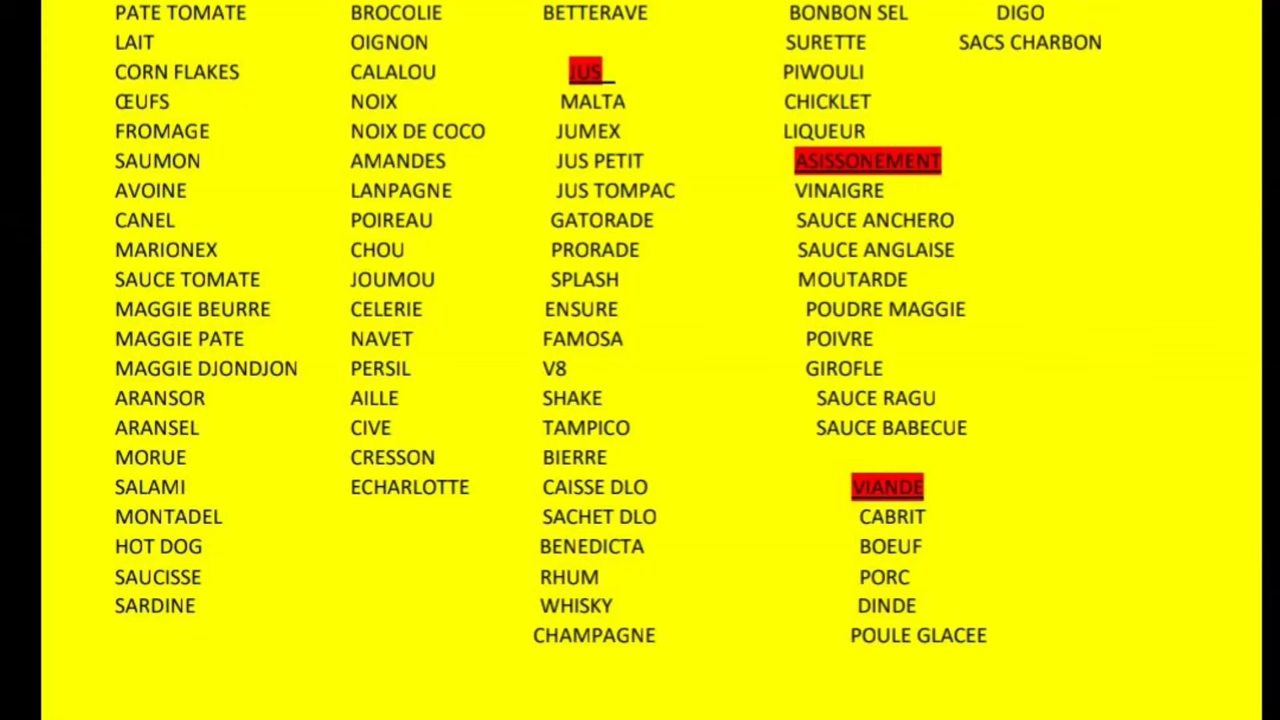 PATE TOMATE
LAIT
CORN FLAKES
ŒUFS
FROMAGE
SAUMON
AVOINE
CANEL
MARIONEX
SAUCE TOMATE
MAGGIE BEURRE
MAGGIE PATE
MAGGIE DJONDJON
ARANSOR
ARANSEL
MORUE
SALAMI
MONTADEL
HOT DOG
SAUCISSE
SARDINE
BROCOLIE
OIGNON
CALALOU
NOIX
NOIX DE COCO
AMANDES
LANPAGNE
POIREAU
CHOU
JOUMOU
CELERIE
NAVET
PERSIL
AILLE
CIVE
CRESSON
ECHARLOTTE
BETTERAVE
JUS
MALTA
JUMEX
JUS PETIT
JUS TOMPAC
GATORADE
PRORADE
SPLASH
ENSURE
FAMOSA
V8
SHAKE
TAMPICO
BIERRE
CAISSE DLO
SACHET DLO
BENEDICTA
RHUM
WHISKY
CHAMPAGNE
BONBON SEL
SURETTE
PIWOULI
CHICKLET
LIQUEUR
ASISSONEMENT
VINAIGRE
SAUCE ANCHERO
SAUCE ANGLAISE
MOUTARDE
POUDRE MAGGIE
POIVRE
GIROFLE
SAUCE RAGU
SAUCE BABECUE
VIANDE
CABRIT
BOEUF
PORC
DINDE
POULE GLACEE
DIGO
SACS CHARBON